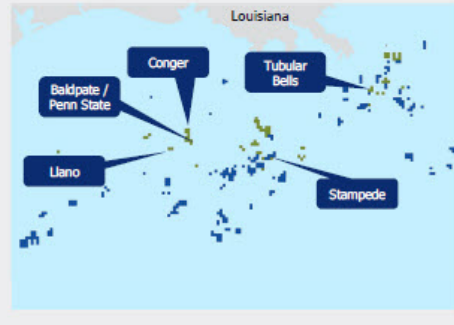 Louisiana
Conger
Tubular
Bells
Baldpate /
Penn State
Llano
Stampede